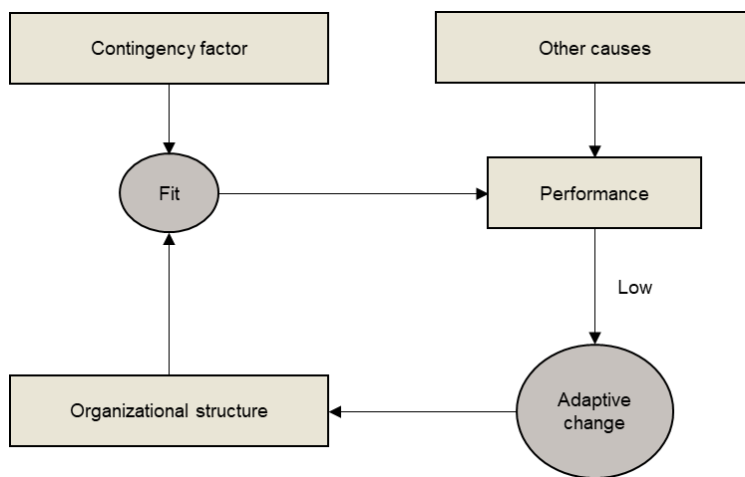 Contingency factor
Other causes
Fit
Performance
Low
Organizational structure
Adaptive
change